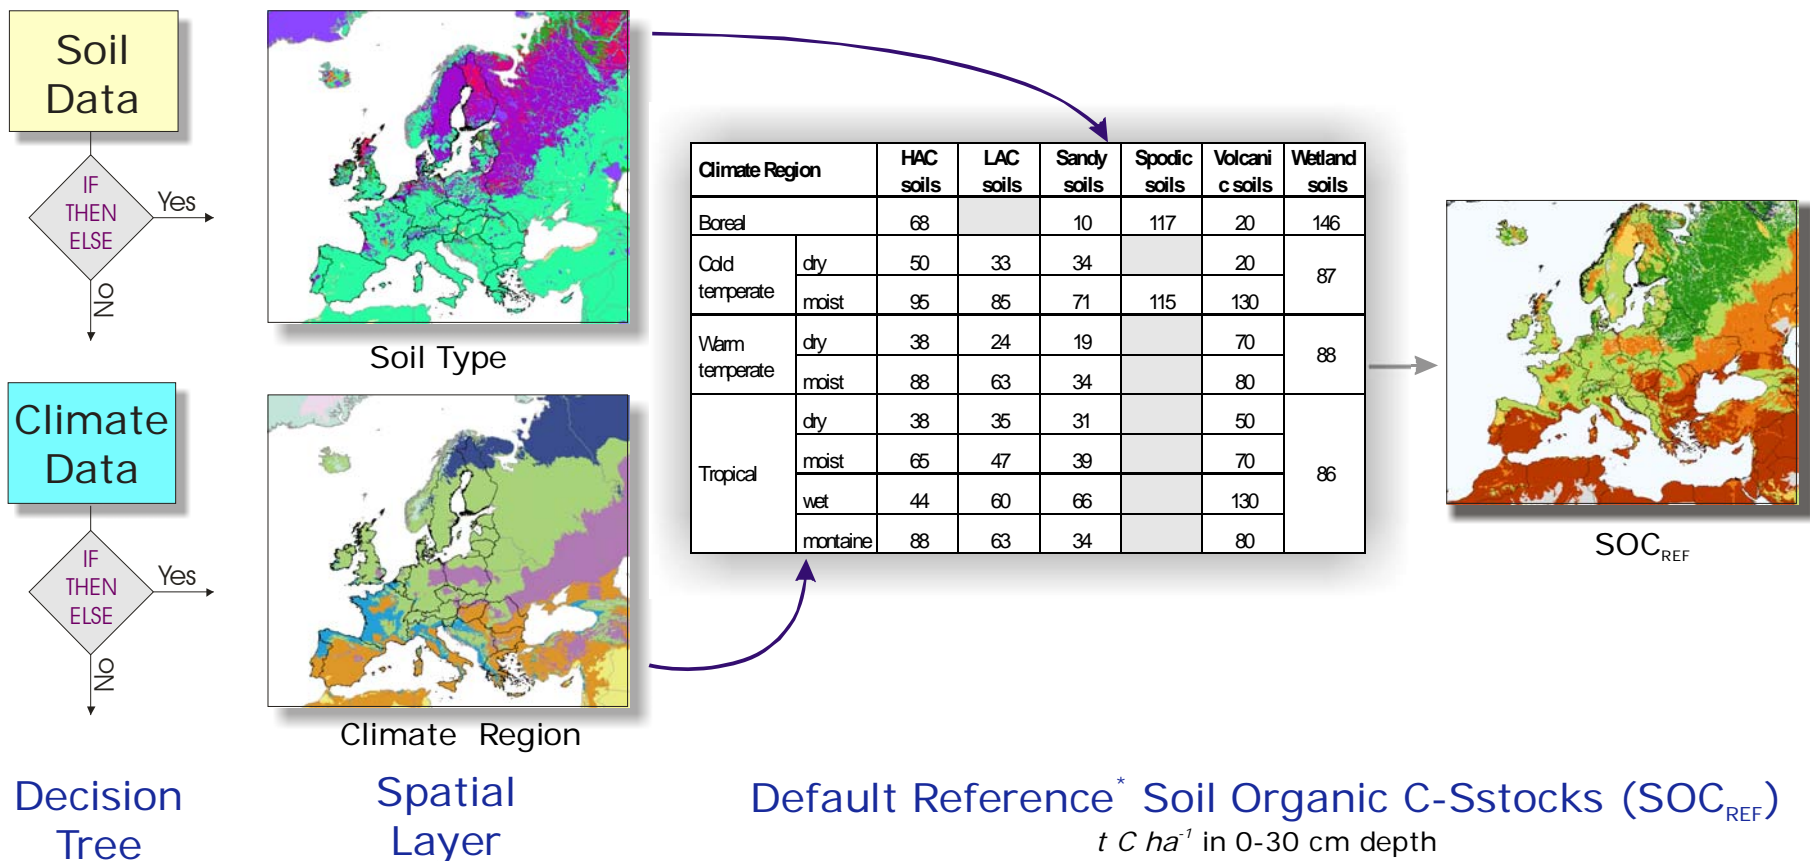 Soil
Data
IF
THEN
ELSE
Yes
No
Soil Type
Climate
Data
IF
THEN
ELSE
Yes
No
Climate Region
Climate Region HAC soils LAC soils Sandy soils Spodic soils Volcani c soils Wetland soils
Boreal 68 10 117 20 146
Cold temperate dry 50 33 34 20 87
moist 95 85 71 115 130
Warm temperate dry 38 24 19 70 88
moist 88 63 34 80
Tropical dry 38 35 31 50 86
moist 65 47 39 70
wet 44 60 66 130
montaine 88 63 34 80
SOC_REF
Decision
Tree
Spatial
Layer
Default Reference* Soil Organic C-Sstocks (SOC_REF)
t C ha⁻¹ in 0-30 cm depth